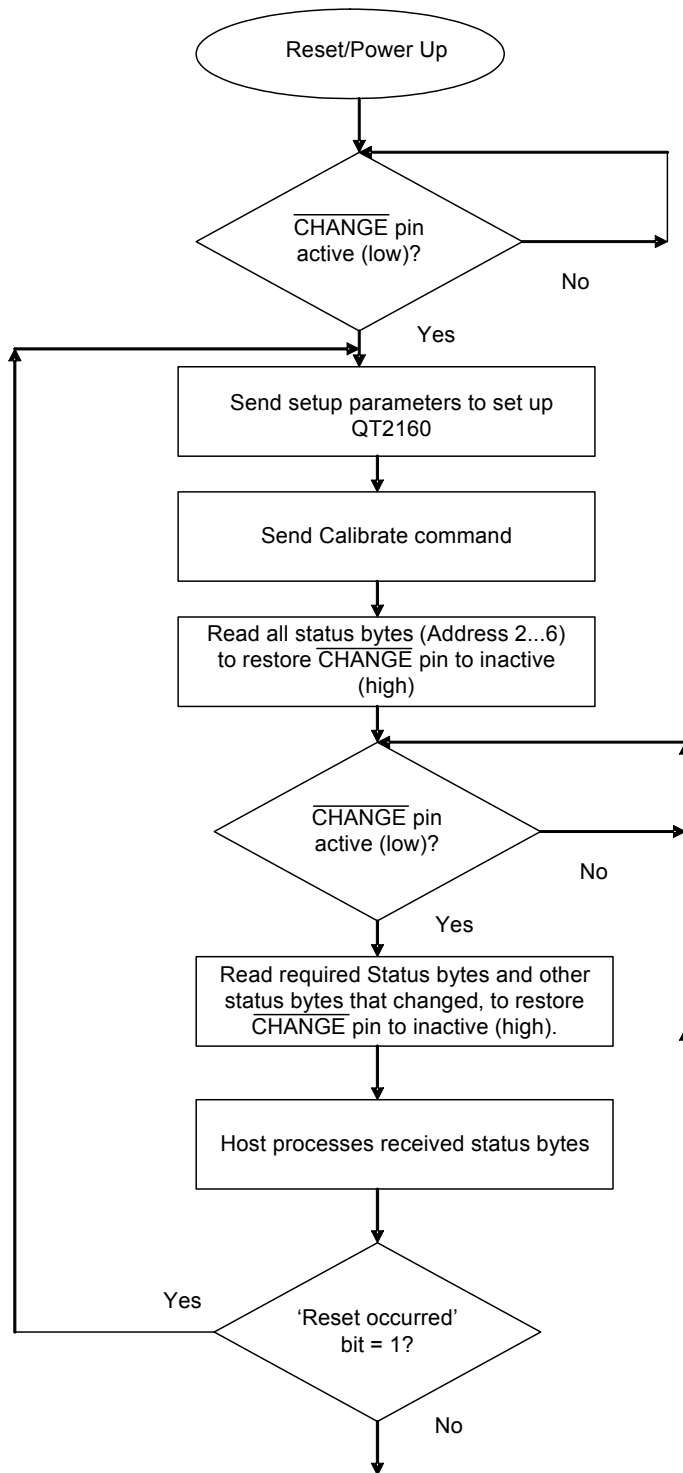 Reset/Power Up
CHANGE pin
active (low)?
No
Yes
Send setup parameters to set up
QT2160
Send Calibrate command
Read all status bytes (Address 2...6)
to restore CHANGE pin to inactive
(high)
CHANGE pin
active (low)?
No
Yes
Read required Status bytes and other
status bytes that changed, to restore
CHANGE pin to inactive (high).
Host processes received status bytes
Yes
‘Reset occurred’
bit = 1?
No